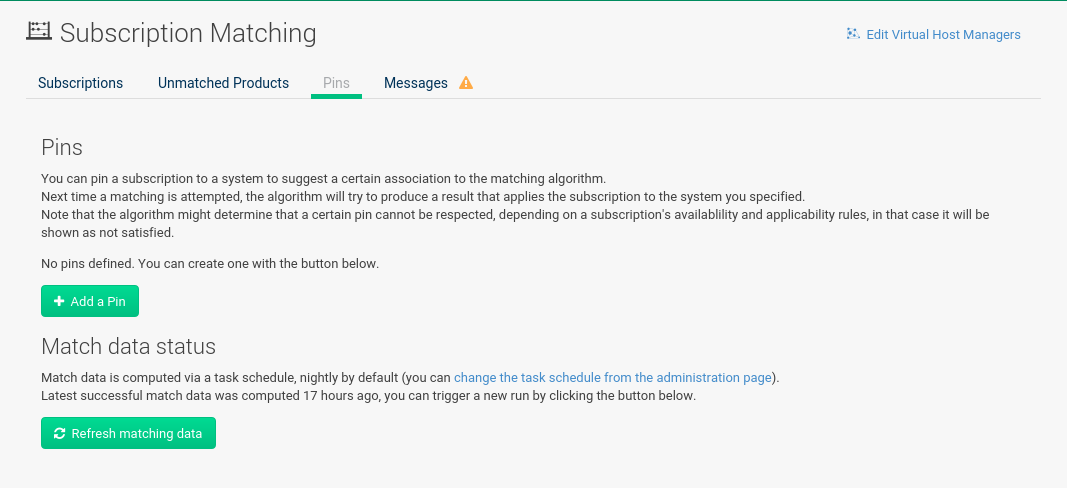 Subscription Matching
Edit Virtual Host Managers
Subscriptions
Unmatched Products
Pins
Messages
Pins
You can pin a subscription to a system to suggest a certain association to the matching algorithm.
Next time a matching is attempted, the algorithm will try to produce a result that applies the subscription to the system you specified.
Note that the algorithm might determine that a certain pin cannot be respected, depending on a subscription's availablility and applicability rules, in that case it will be
shown as not satisfied.
No pins defined. You can create one with the button below.
Add a Pin
Match data status
Match data is computed via a task schedule, nightly by default (you can change the task schedule from the administration page).
Latest successful match data was computed 17 hours ago, you can trigger a new run by clicking the button below.
Refresh matching data